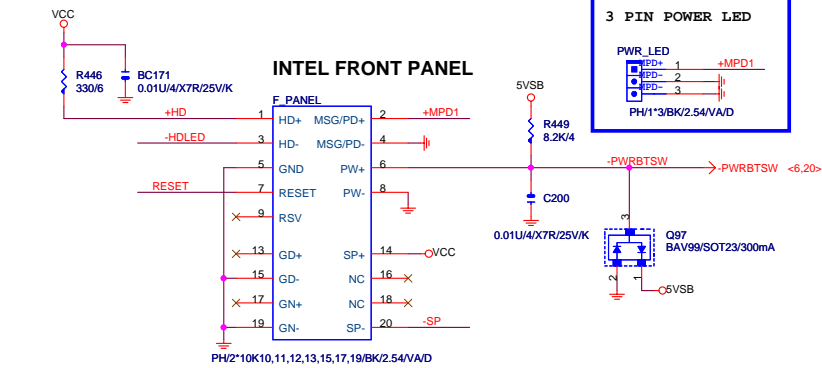 VCC
R446
330/6
BC171
0.01U/4/X7R/25V/K
INTEL FRONT PANEL
F_PANEL
+HD
1
HD+
MSG/PD+
2
+MPD1
-HDLED
3
HD-
MSG/PD-
4
5
GND
PW+
6
RESET
7
RESET
PW-
8
9
RSV
13
GD+
SP+
14
VCC
15
GD-
NC
16
17
GN+
NC
18
19
GN-
SP-
20
-SP
PH/2*10K10,11,12,13,15,17,19/BK/2.54/VA/D
5VSB
R449
8.2K/4
C200
0.01U/4/X7R/25V/K
-PWRBTSW
-PWRBTSW <6,20>
3
Q97
BAV99/SOT23/300mA
2
1
5VSB
3 PIN POWER LED
PWR_LED
MPD+
1
+MPD1
MPD-
2
MPD-
3
PH/1*3/BK/2.54/VA/D